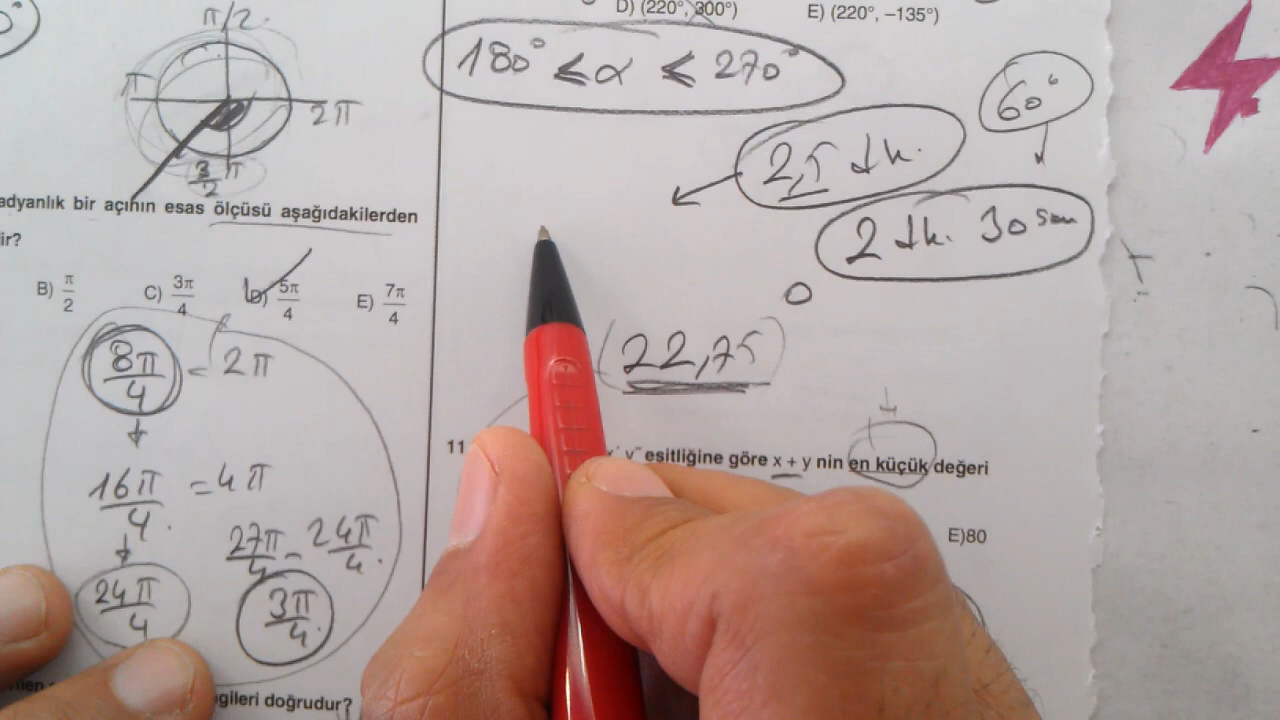 π/2
π
2π
3/2 π
adyanlık bir açının esas ölçüsü aşağıdakilerden
ir?
B) π/2 C) 3π/4 D) 5π/4 E) 7π/4
8π/4 = 2π
16π/4 = 4π
27π/4 - 24π/4
24π/4
3π/4
gileri doğrudur?
D) (220°, 300°) E) (220°, –135°)
180° ≤ α ≤ 270°
60°
2,5 dk.
2 dk. 30 san
(22,75)°
11
x° y' eşitliğine göre x + y nin en küçük değeri
E)80